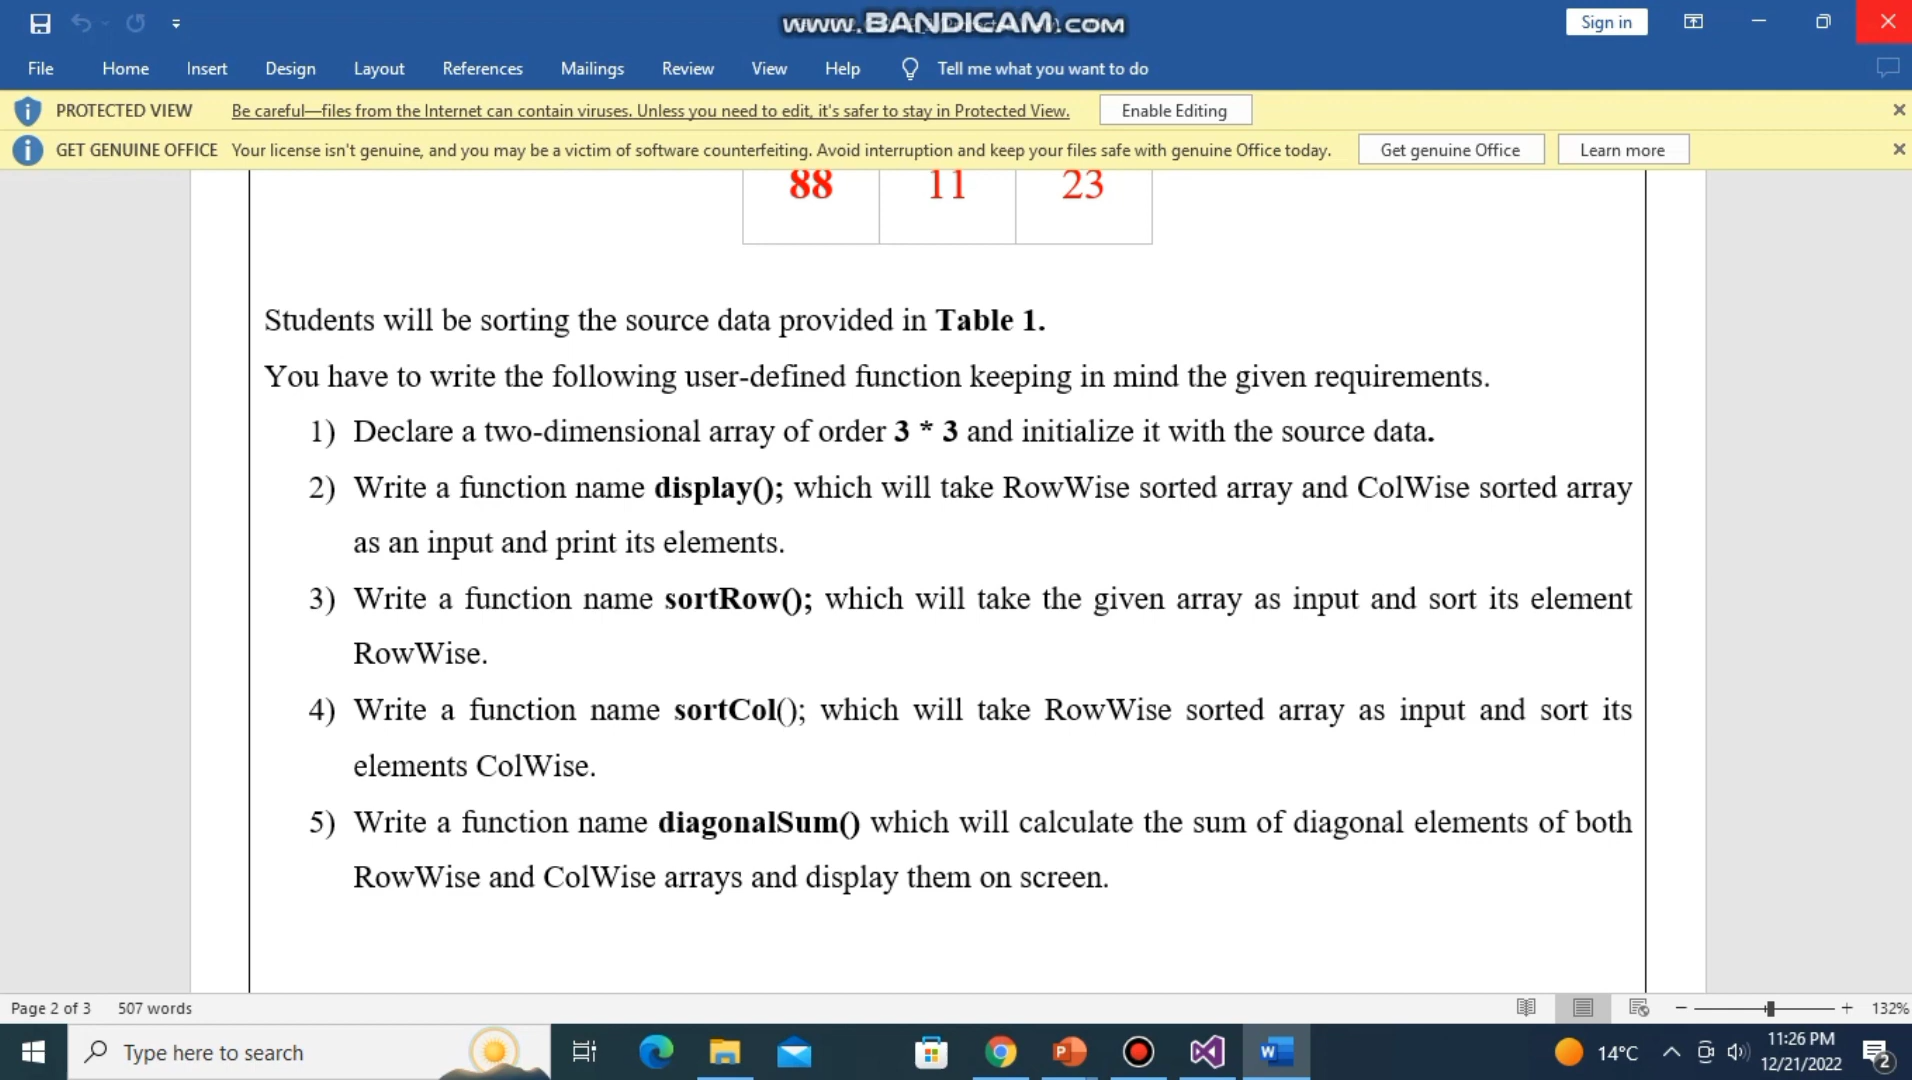 www.BANDICAM.com
Sign in
File Home Insert Design Layout References Mailings Review View Help Tell me what you want to do
PROTECTED VIEW Be careful—files from the Internet can contain viruses. Unless you need to edit, it's safer to stay in Protected View. Enable Editing
GET GENUINE OFFICE Your license isn't genuine, and you may be a victim of software counterfeiting. Avoid interruption and keep your files safe with genuine Office today. Get genuine Office Learn more
88 11 23
Students will be sorting the source data provided in Table 1.
You have to write the following user-defined function keeping in mind the given requirements.
1) Declare a two-dimensional array of order 3 * 3 and initialize it with the source data.
2) Write a function name display(); which will take RowWise sorted array and ColWise sorted array
as an input and print its elements.
3) Write a function name sortRow(); which will take the given array as input and sort its element
RowWise.
4) Write a function name sortCol(); which will take RowWise sorted array as input and sort its
elements ColWise.
5) Write a function name diagonalSum() which will calculate the sum of diagonal elements of both
RowWise and ColWise arrays and display them on screen.
Page 2 of 3 507 words 132%
Type here to search 14°C 11:26 PM
12/21/2022 2